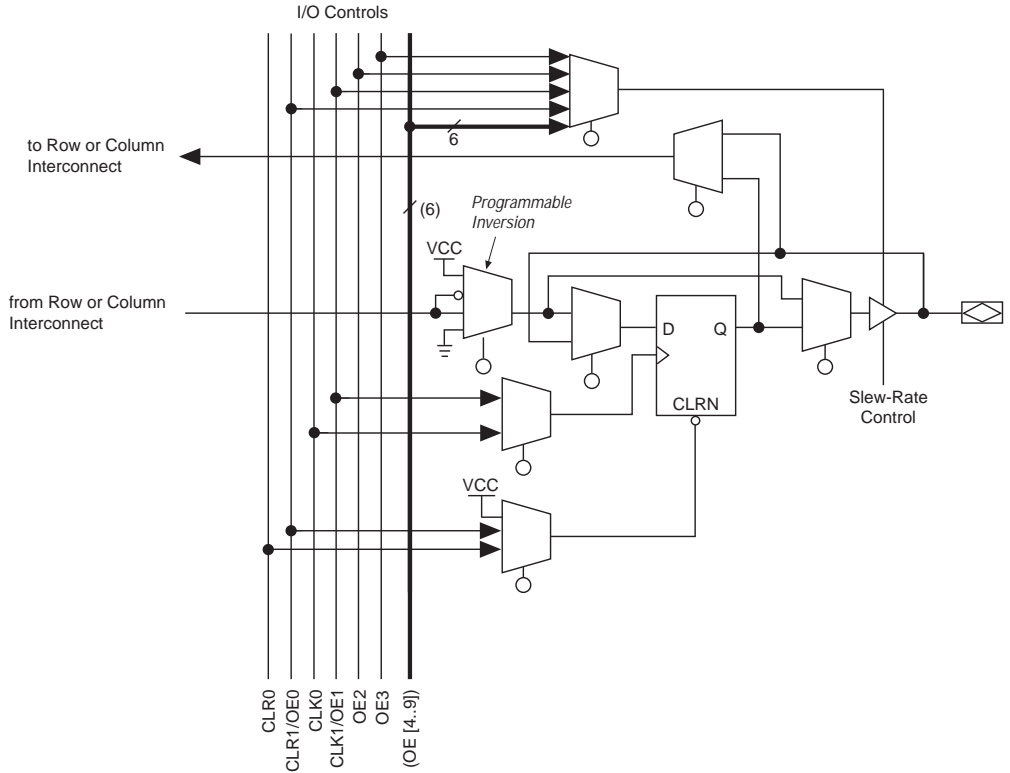 I/O Controls
6
to Row or Column
Interconnect
(6)
Programmable
Inversion
VCC
from Row or Column
Interconnect
D
Q
CLRN
Slew-Rate
Control
VCC
CLR0
CLR1/OE0
CLK0
CLK1/OE1
OE2
OE3
(OE [4..9])